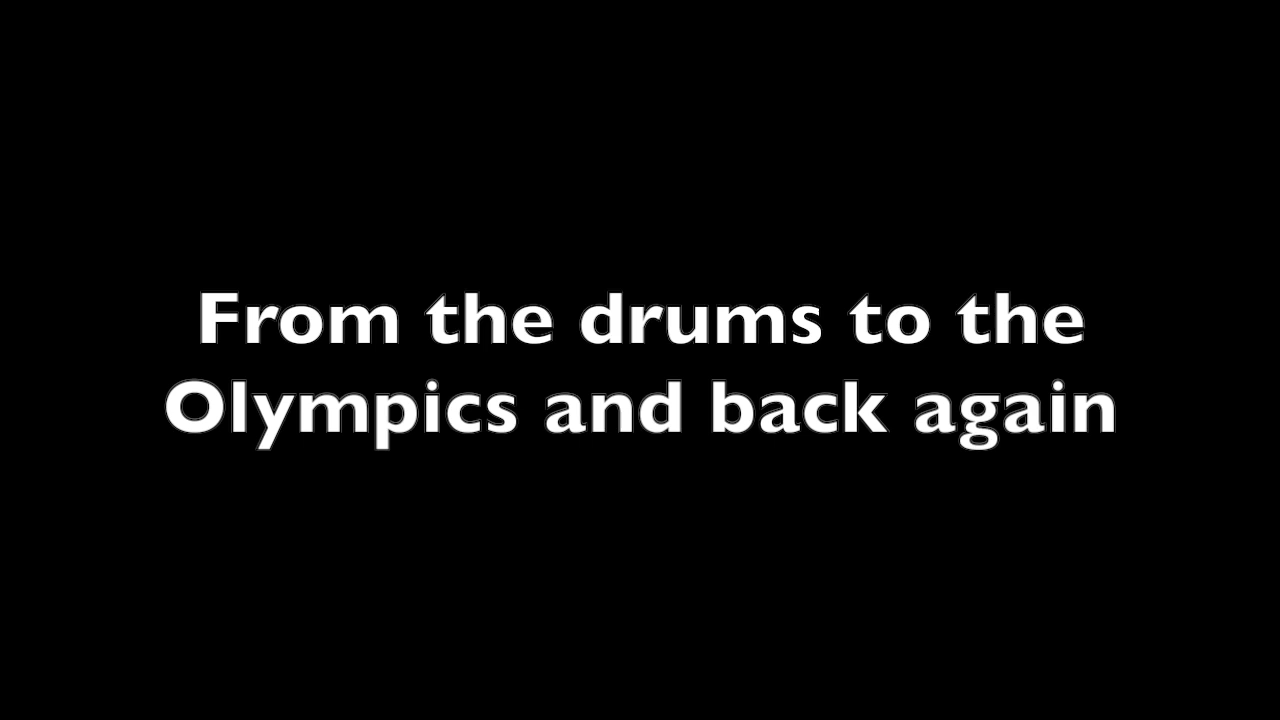 From the drums to the
Olympics and back again